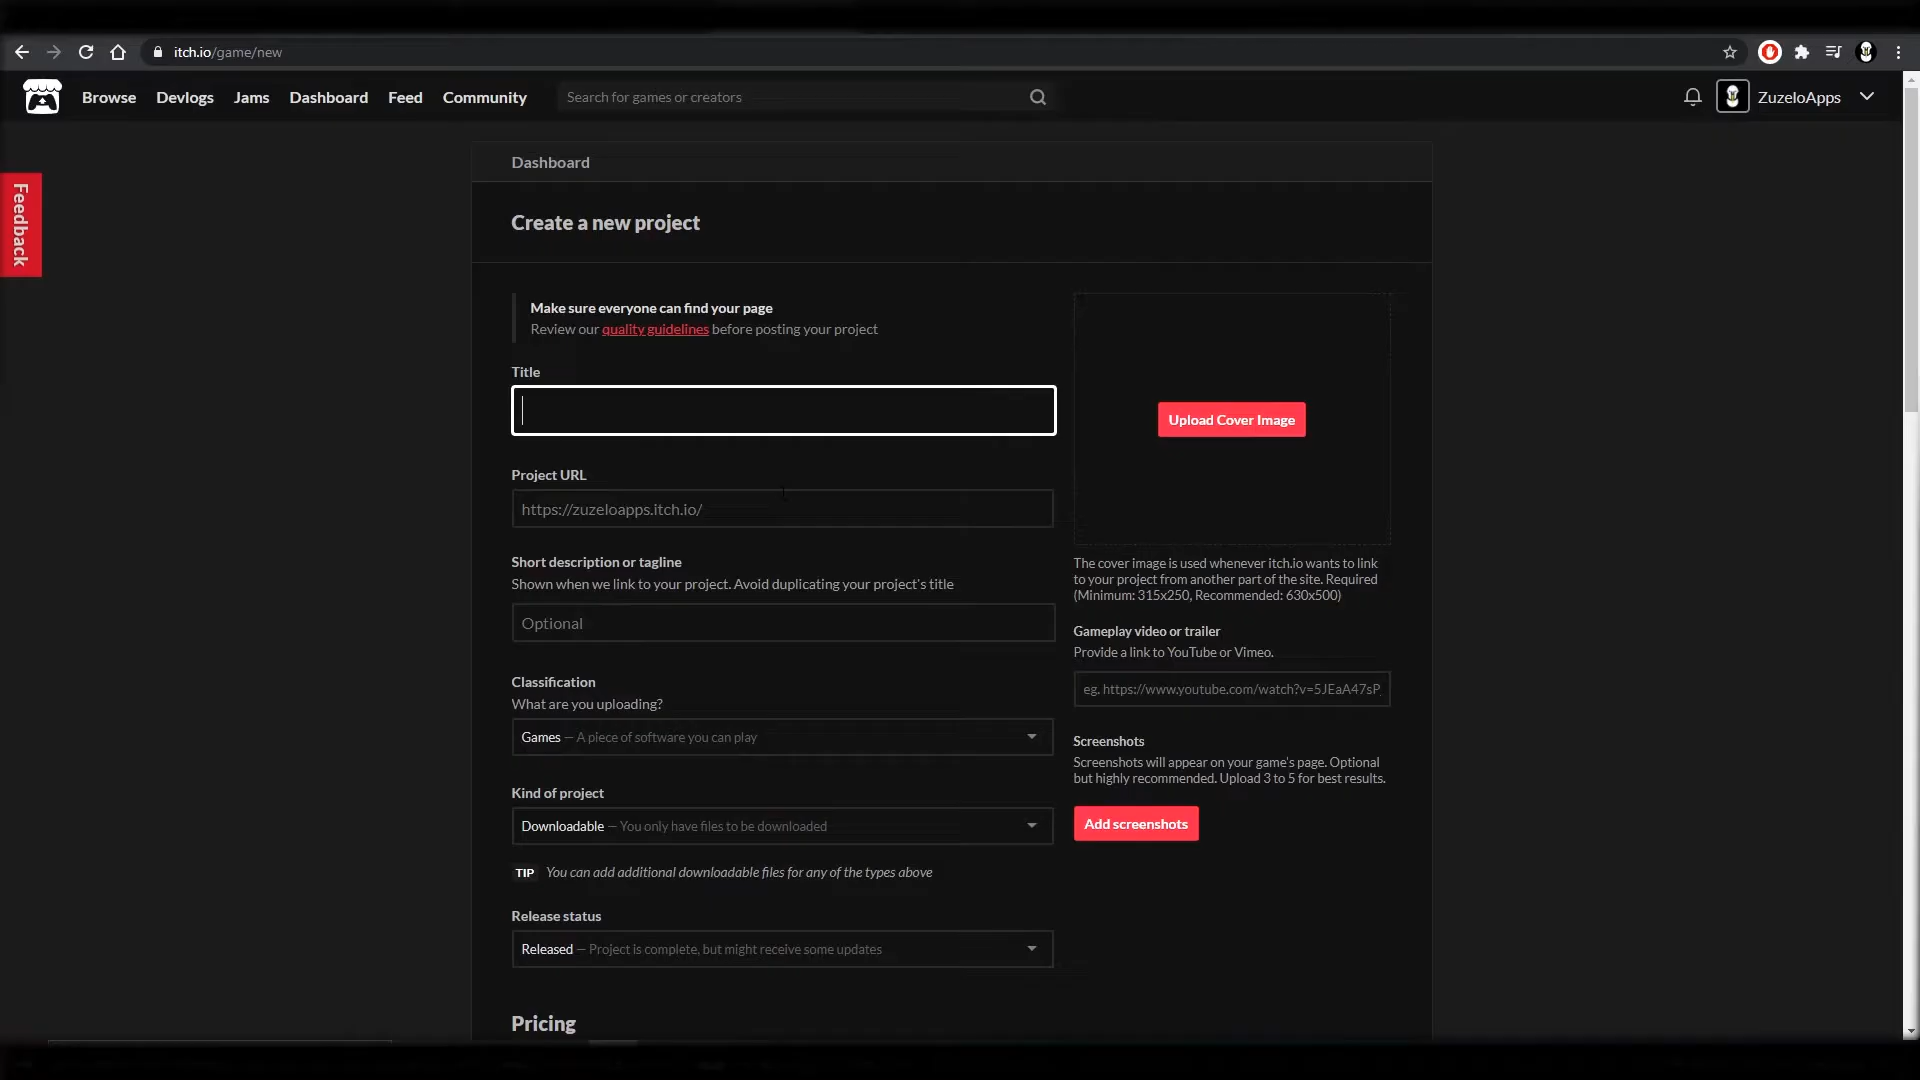 itch.io/game/new
Browse Devlogs Jams Dashboard Feed Community Search for games or creators ZuzeloApps
Feedback
Dashboard
Create a new project
Make sure everyone can find your page
Review our quality guidelines before posting your project
Title
Upload Cover Image
Project URL
https://zuzeloapps.itch.io/
Short description or tagline
Shown when we link to your project. Avoid duplicating your project's title
Optional
The cover image is used whenever itch.io wants to link
to your project from another part of the site. Required
(Minimum: 315x250, Recommended: 630x500)
Gameplay video or trailer
Provide a link to YouTube or Vimeo.
eg. https://www.youtube.com/watch?v=5JEaA47sP
Classification
What are you uploading?
Games — A piece of software you can play
Screenshots
Screenshots will appear on your game's page. Optional
but highly recommended. Upload 3 to 5 for best results.
Add screenshots
Kind of project
Downloadable — You only have files to be downloaded
TIP You can add additional downloadable files for any of the types above
Release status
Released — Project is complete, but might receive some updates
Pricing